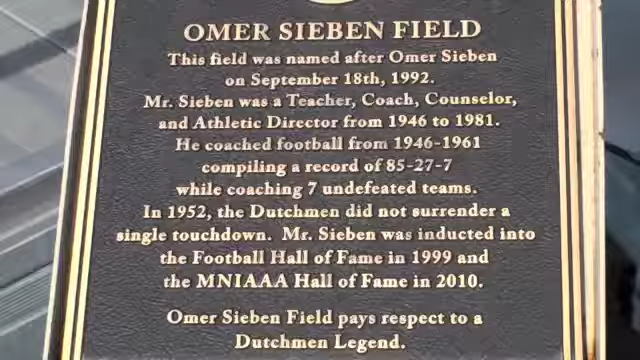 OMER SIEBEN FIELD
This field was named after Omer Sieben
on September 18th, 1992.
Mr. Sieben was a Teacher, Coach, Counselor,
and Athletic Director from 1946 to 1981.
He coached football from 1946-1961
compiling a record of 85-27-7
while coaching 7 undefeated teams.
In 1952, the Dutchmen did not surrender a
single touchdown. Mr. Sieben was inducted into
the Football Hall of Fame in 1999 and
the MNIAAA Hall of Fame in 2010.
Omer Sieben Field pays respect to a
Dutchmen Legend.